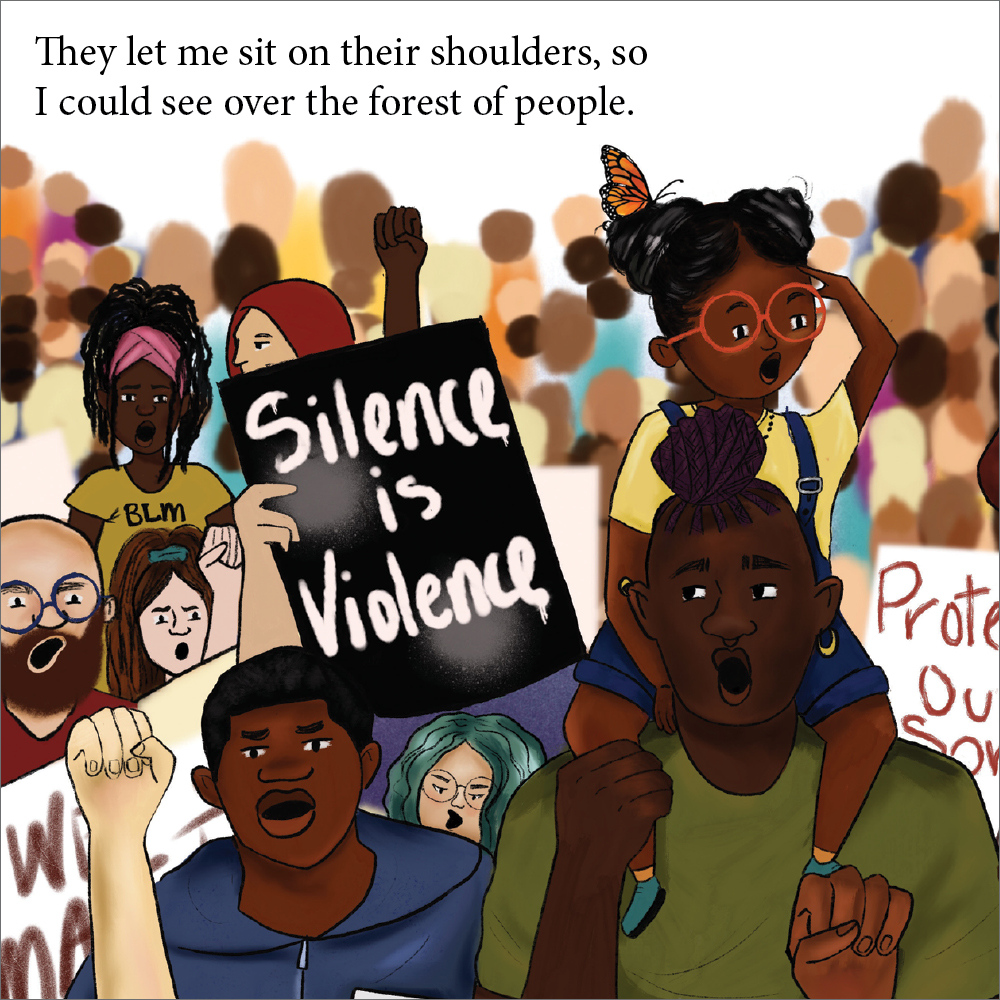 They let me sit on their shoulders, so
I could see over the forest of people.
BLM
Silence
is
Violence